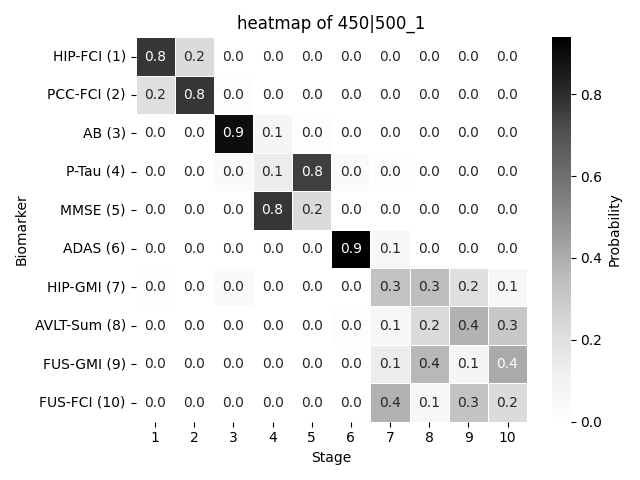 heatmap of 450|500_1
HIP-FCI (1) 0.8 0.2 0.0 0.0 0.0 0.0 0.0 0.0 0.0 0.0
PCC-FCI (2) 0.2 0.8 0.0 0.0 0.0 0.0 0.0 0.0 0.0 0.0
AB (3) 0.0 0.0 0.9 0.1 0.0 0.0 0.0 0.0 0.0 0.0
P-Tau (4) 0.0 0.0 0.0 0.1 0.8 0.0 0.0 0.0 0.0 0.0
MMSE (5) 0.0 0.0 0.0 0.8 0.2 0.0 0.0 0.0 0.0 0.0
ADAS (6) 0.0 0.0 0.0 0.0 0.0 0.9 0.1 0.0 0.0 0.0
HIP-GMI (7) 0.0 0.0 0.0 0.0 0.0 0.0 0.3 0.3 0.2 0.1
AVLT-Sum (8) 0.0 0.0 0.0 0.0 0.0 0.0 0.1 0.2 0.4 0.3
FUS-GMI (9) 0.0 0.0 0.0 0.0 0.0 0.0 0.1 0.4 0.1 0.4
FUS-FCI (10) 0.0 0.0 0.0 0.0 0.0 0.0 0.4 0.1 0.3 0.2
1 2 3 4 5 6 7 8 9 10
Stage
Biomarker
0.8
0.6
0.4
0.2
0.0
Probability